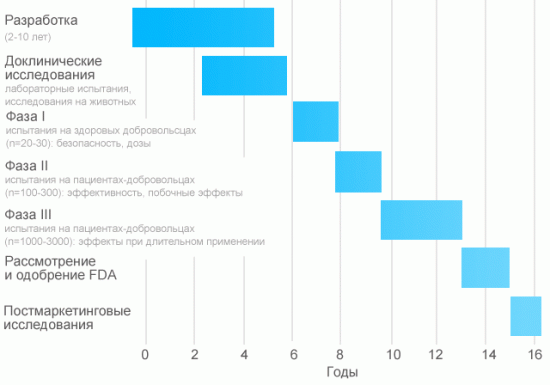 Разработка
(2-10 лет)
Доклинические
исследования
лабораторные испытания,
исследования на животных
Фаза I
испытания на здоровых добровольцах
(n=20-30): безопасность, дозы
Фаза II
испытания на пациентах-добровольцах
(n=100-300): эффективность, побочные эффекты
Фаза III
испытания на пациентах-добровольцах
(n=1000-3000): эффекты при длительном применении
Рассмотрение
и одобрение FDA
Постмаркетинговые
исследования
0 2 4 6 8 10 12 14 16
Годы